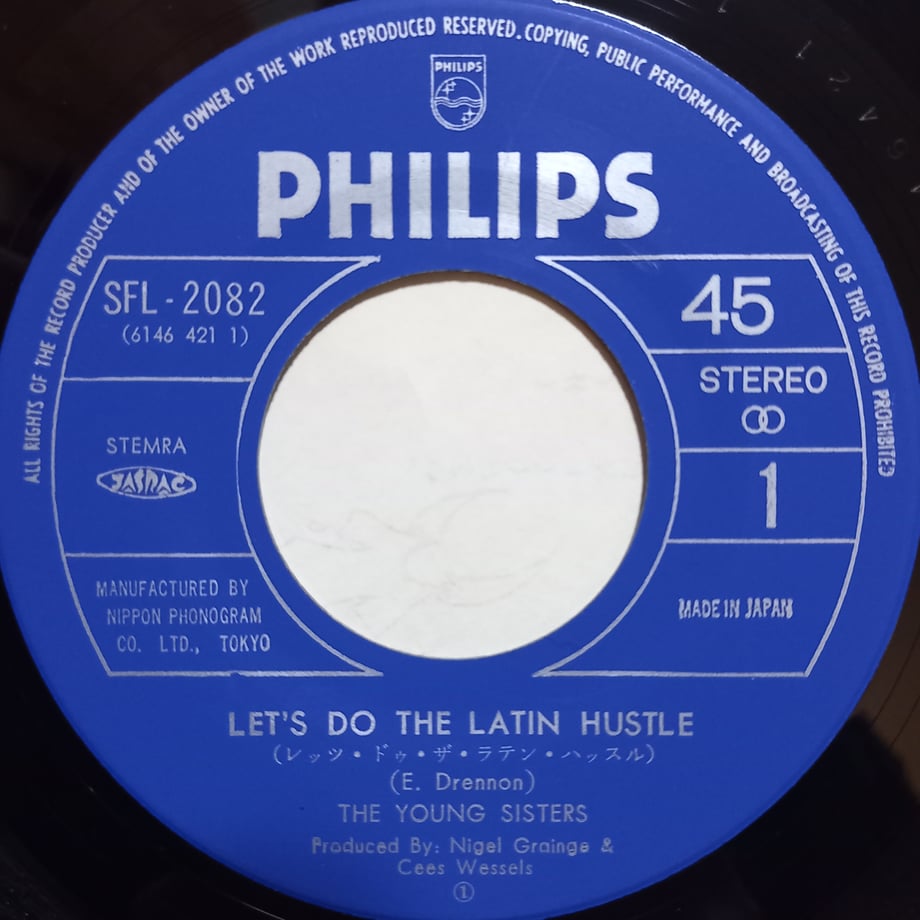 ALL RIGHTS OF THE RECORD PRODUCER AND OF THE OWNER OF THE WORK REPRODUCED RESERVED. COPYING, PUBLIC PERFORMANCE AND BROADCASTING OF THIS RECORD PROHIBITED
PHILIPS
PHILIPS
SFL-2082
(6146 421 1)
45
STEREO
STEMRA
JASRAC
1
MANUFACTURED BY
NIPPON PHONOGRAM
CO. LTD., TOKYO
MADE IN JAPAN
LET'S DO THE LATIN HUSTLE
(レッツ・ドゥ・ザ・ラテン・ハッスル)
(E. Drennon)
THE YOUNG SISTERS
Produced By: Nigel Grainge &
Cees Wessels
①